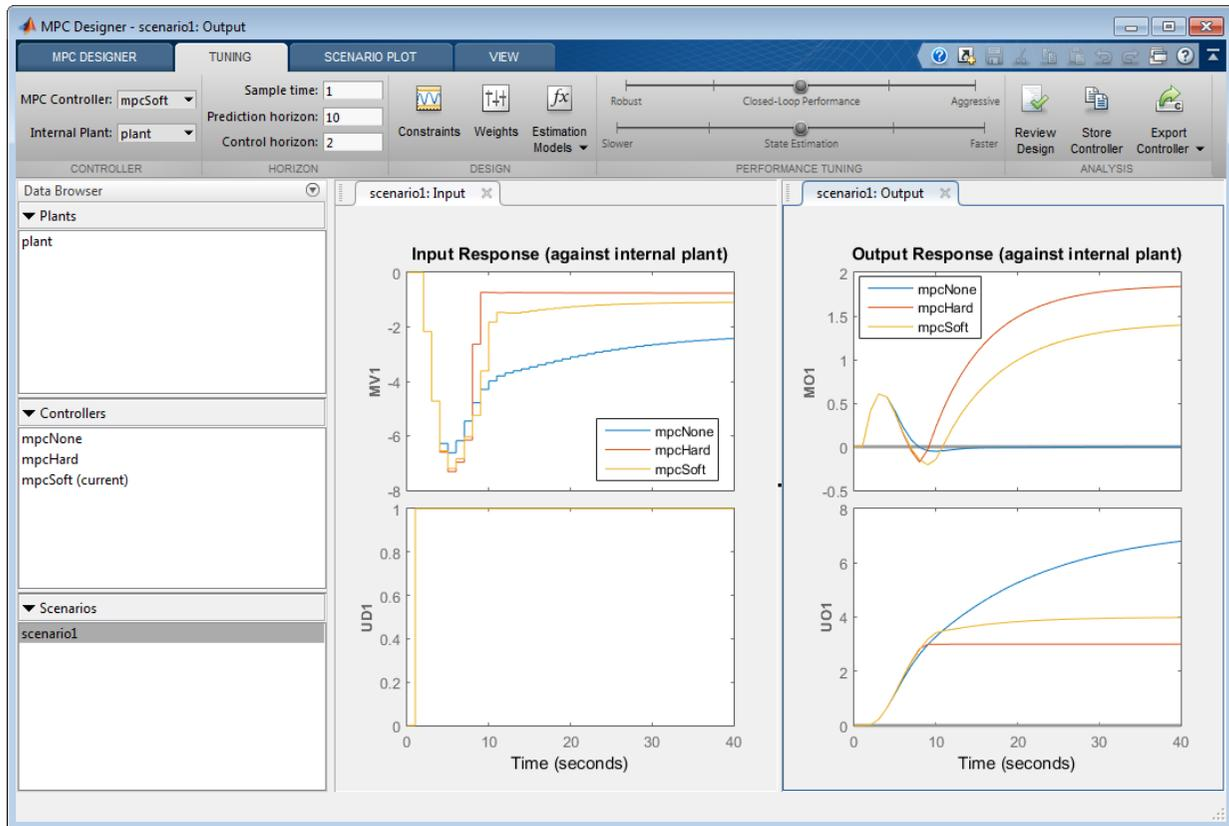 MPC Designer - scenario1: Output
MPC DESIGNER
TUNING
SCENARIO PLOT
VIEW
MPC Controller: mpcSoft
Internal Plant: plant
CONTROLLER
Sample time: 1
Prediction horizon: 10
Control horizon: 2
HORIZON
Constraints
Weights
fx
Estimation
Models
DESIGN
Robust
Closed-Loop Performance
Aggressive
Slower
State Estimation
Faster
PERFORMANCE TUNING
Review
Design
Store
Controller
Export
Controller
ANALYSIS
Data Browser
Plants
plant
Controllers
mpcNone
mpcHard
mpcSoft (current)
Scenarios
scenario1
scenario1: Input
Input Response (against internal plant)
MV1
0
-2
-4
-6
-8
mpcNone
mpcHard
mpcSoft
UD1
1
0.8
0.6
0.4
0.2
0
0 10 20 30 40
Time (seconds)
scenario1: Output
Output Response (against internal plant)
MO1
2
1.5
1
0.5
0
-0.5
mpcNone
mpcHard
mpcSoft
UO1
8
6
4
2
0
0 10 20 30 40
Time (seconds)